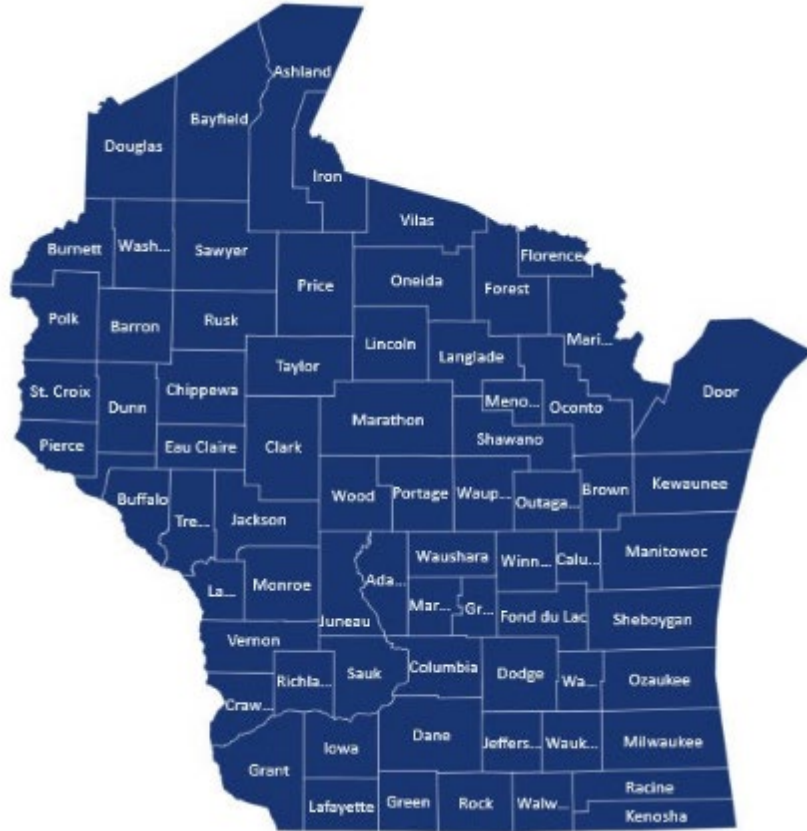 Ashland
Bayfield
Douglas
Iron
Vilas
Burnett
Wash...
Sawyer
Florence
Price
Oneida
Forest
Polk
Barron
Rusk
Lincoln
Langlade
Mari...
Taylor
St. Croix
Chippewa
Dunn
Meno...
Oconto
Door
Marathon
Shawano
Pierce
Eau Claire
Clark
Buffalo
Wood
Portage
Waup...
Outaga...
Brown
Kewaunee
Tre...
Jackson
Waushara
Winn...
Calu...
Manitowoc
La...
Monroe
Ada...
Mar...
Gr...
Juneau
Fond du Lac
Sheboygan
Vernon
Richla...
Sauk
Columbia
Dodge
Wa...
Ozaukee
Craw...
Iowa
Dane
Jeffers...
Wauk...
Milwaukee
Grant
Lafayette
Green
Rock
Walw...
Racine
Kenosha